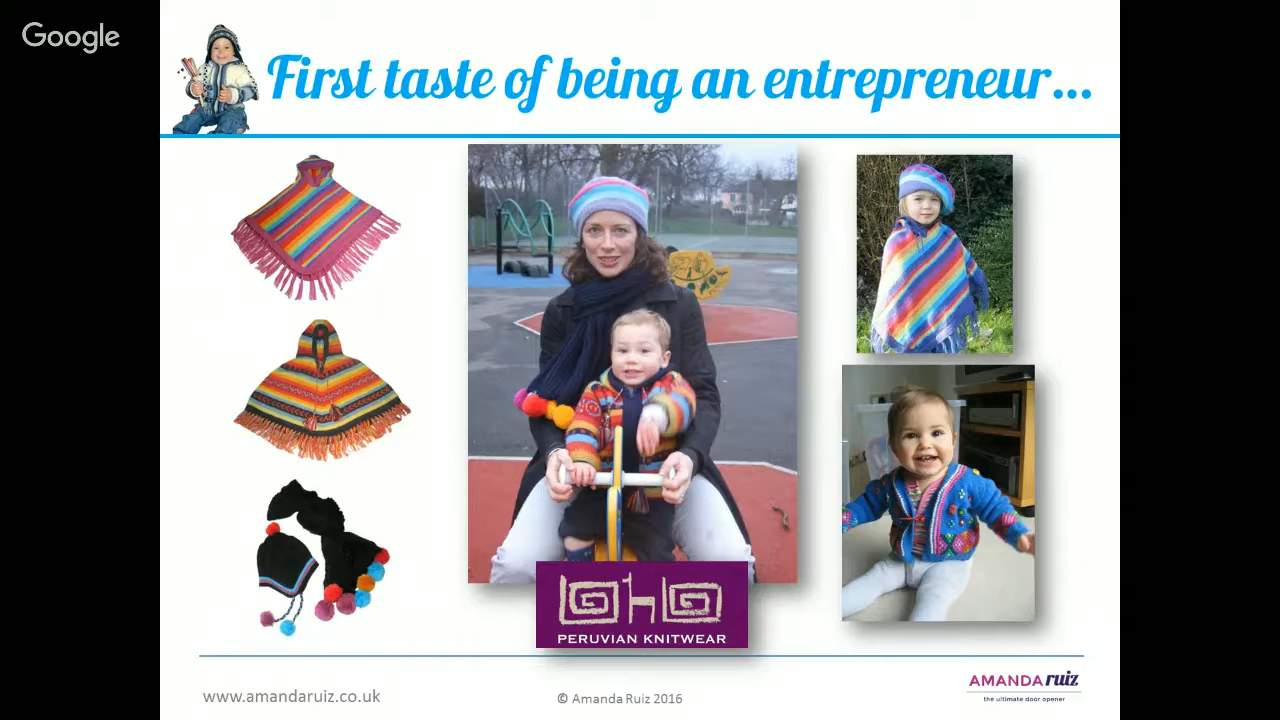 Google
First taste of being an entrepreneur...
PERUVIAN KNITWEAR
www.amandaruiz.co.uk
© Amanda Ruiz 2016
AMANDA ruiz
the ultimate door opener